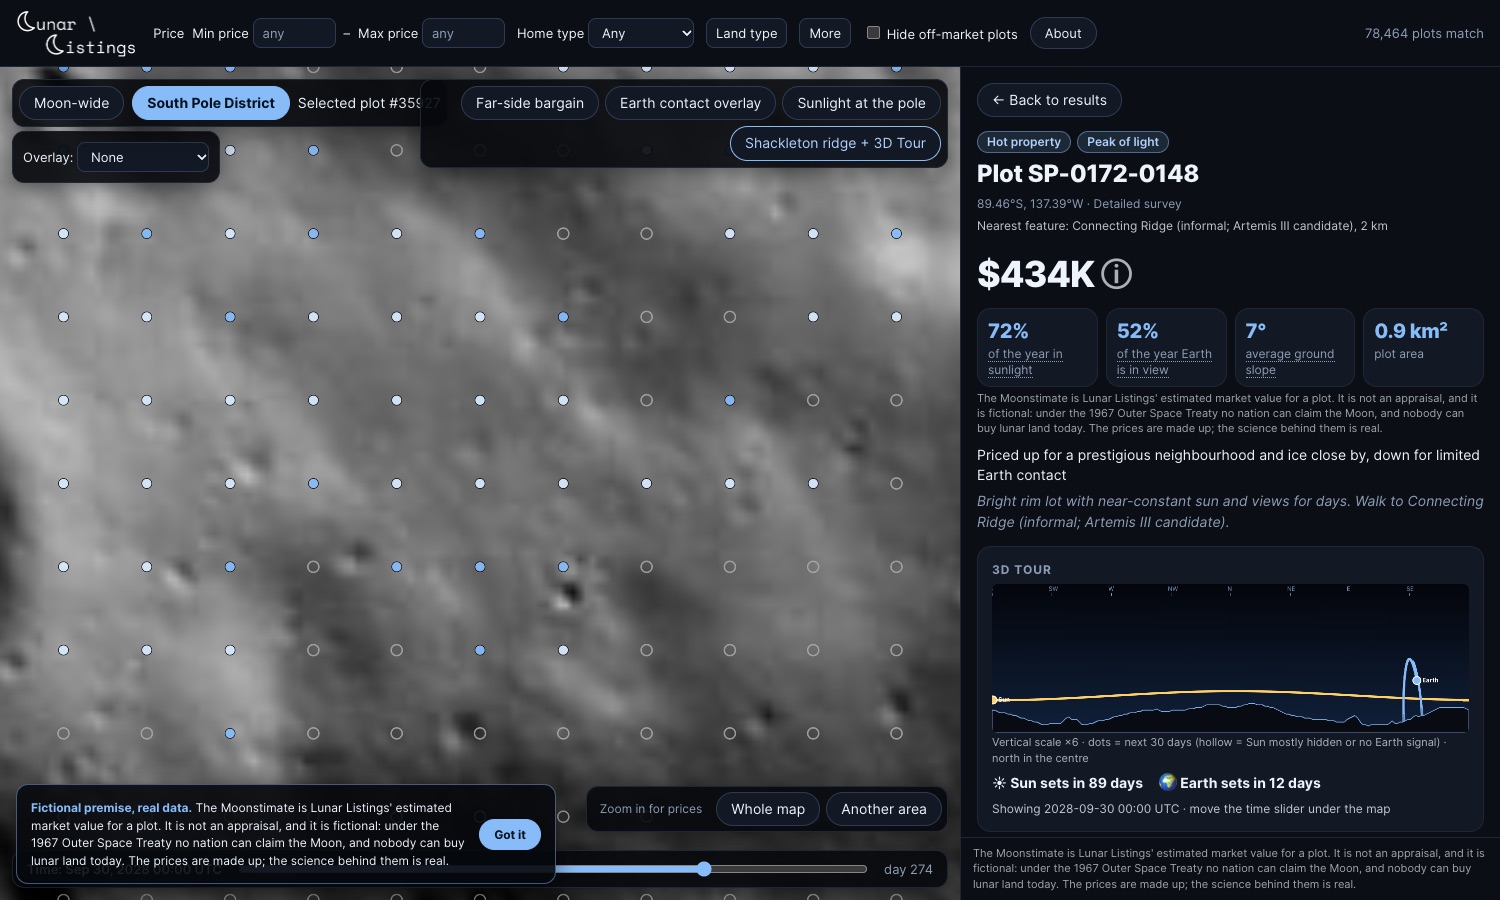 Lunar \
Listings
Price Min price any – Max price any Home type Any Land type More Hide off-market plots About 78,464 plots match
Moon-wide South Pole District Selected plot #35927
Far-side bargain Earth contact overlay Sunlight at the pole
Shackleton ridge + 3D Tour
Overlay: None
Zoom in for prices Whole map Another area
Fictional premise, real data. The Moonstimate is Lunar Listings' estimated
market value for a plot. It is not an appraisal, and it is fictional: under the
1967 Outer Space Treaty no nation can claim the Moon, and nobody can buy
lunar land today. The prices are made up; the science behind them is real.
Got it
Time: Sep 30, 2028 00:00 UTC
day 274
← Back to results
Hot property Peak of light
Plot SP-0172-0148
89.46°S, 137.39°W · Detailed survey
Nearest feature: Connecting Ridge (informal; Artemis III candidate), 2 km
$434K ⓘ
72%
of the year in
sunlight
52%
of the year Earth
is in view
7°
average ground
slope
0.9 km²
plot area
The Moonstimate is Lunar Listings' estimated market value for a plot. It is not an appraisal, and it
is fictional: under the 1967 Outer Space Treaty no nation can claim the Moon, and nobody can
buy lunar land today. The prices are made up; the science behind them is real.
Priced up for a prestigious neighbourhood and ice close by, down for limited
Earth contact
Bright rim lot with near-constant sun and views for days. Walk to Connecting
Ridge (informal; Artemis III candidate).
3D TOUR
SW W NW N NE E SE
Earth
Sun
Vertical scale ×6 · dots = next 30 days (hollow = Sun mostly hidden or no Earth signal) ·
north in the centre
☀ Sun sets in 89 days 🌍 Earth sets in 12 days
Showing 2028-09-30 00:00 UTC · move the time slider under the map
The Moonstimate is Lunar Listings' estimated market value for a plot. It is not an appraisal, and it is
fictional: under the 1967 Outer Space Treaty no nation can claim the Moon, and nobody can buy
lunar land today. The prices are made up; the science behind them is real.